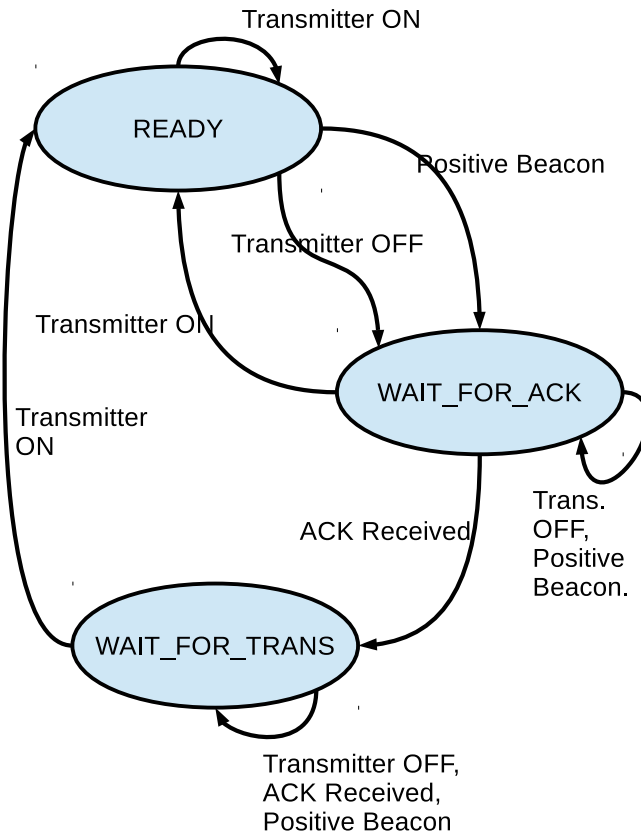 Transmitter ON
READY
Positive Beacon
Transmitter OFF
Transmitter ON
WAIT_FOR_ACK
Transmitter
ON
Trans.
OFF,
Positive
Beacon.
ACK Received
WAIT_FOR_TRANS
Transmitter OFF,
ACK Received,
Positive Beacon